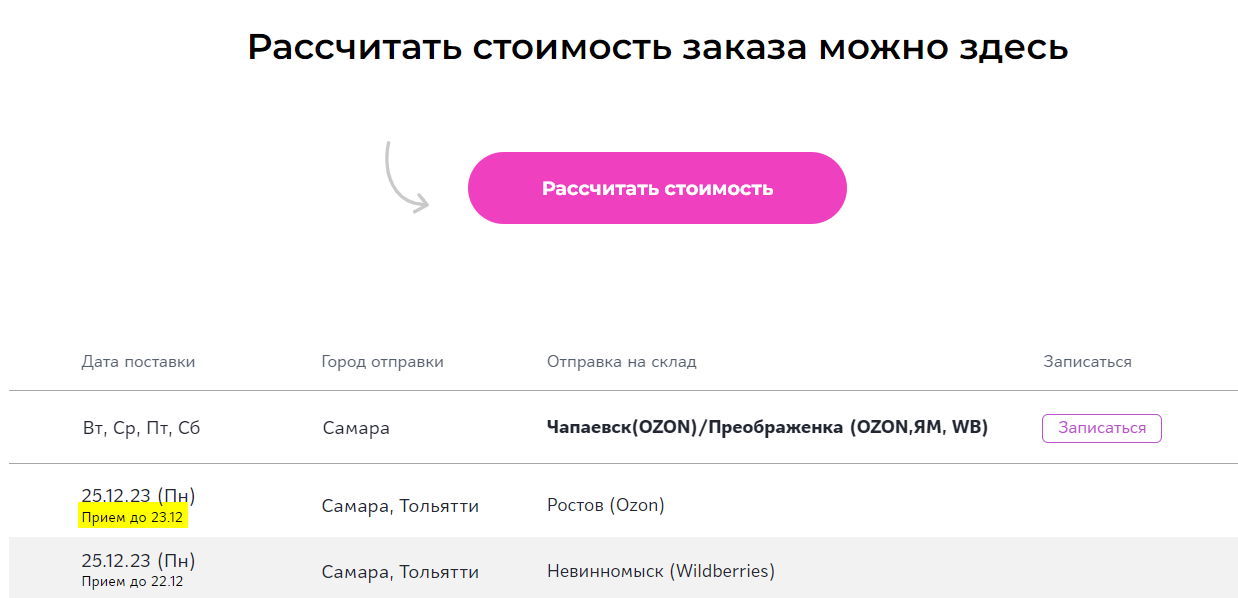 Рассчитать стоимость заказа можно здесь
Рассчитать стоимость
Дата поставки Город отправки Отправка на склад Записаться
Вт, Ср, Пт, Сб Самара Чапаевск(OZON)/Преображенка (OZON,ЯМ, WB) Записаться
25.12.23 (Пн)
Прием до 23.12
Самара, Тольятти Ростов (Ozon)
25.12.23 (Пн)
Прием до 22.12
Самара, Тольятти Невинномыск (Wildberries)